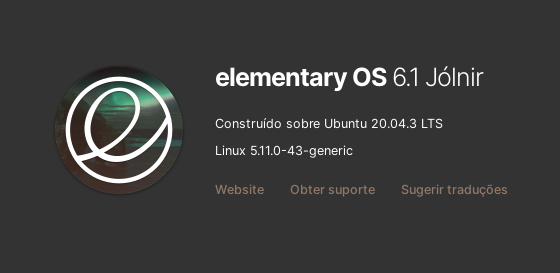 elementary OS 6.1 Jólnir
Construído sobre Ubuntu 20.04.3 LTS
Linux 5.11.0-43-generic
Website Obter suporte Sugerir traduções